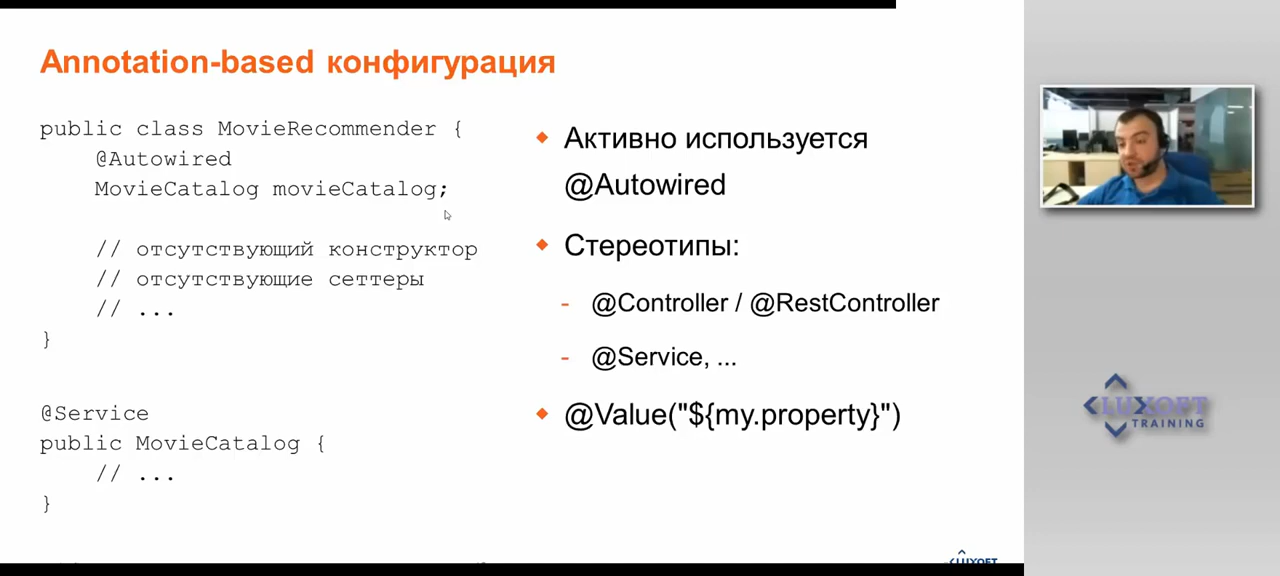 Annotation-based конфигурация
public class MovieRecommender {
@Autowired
MovieCatalog movieCatalog;
// отсутствующий конструктор
// отсутствующие сеттеры
// ...
}
@Service
public MovieCatalog {
// ...
}
Активно используется
@Autowired
Стереотипы:
- @Controller / @RestController
- @Service, ...
@Value("${my.property}")
LUXOFT
TRAINING
LUXOFT